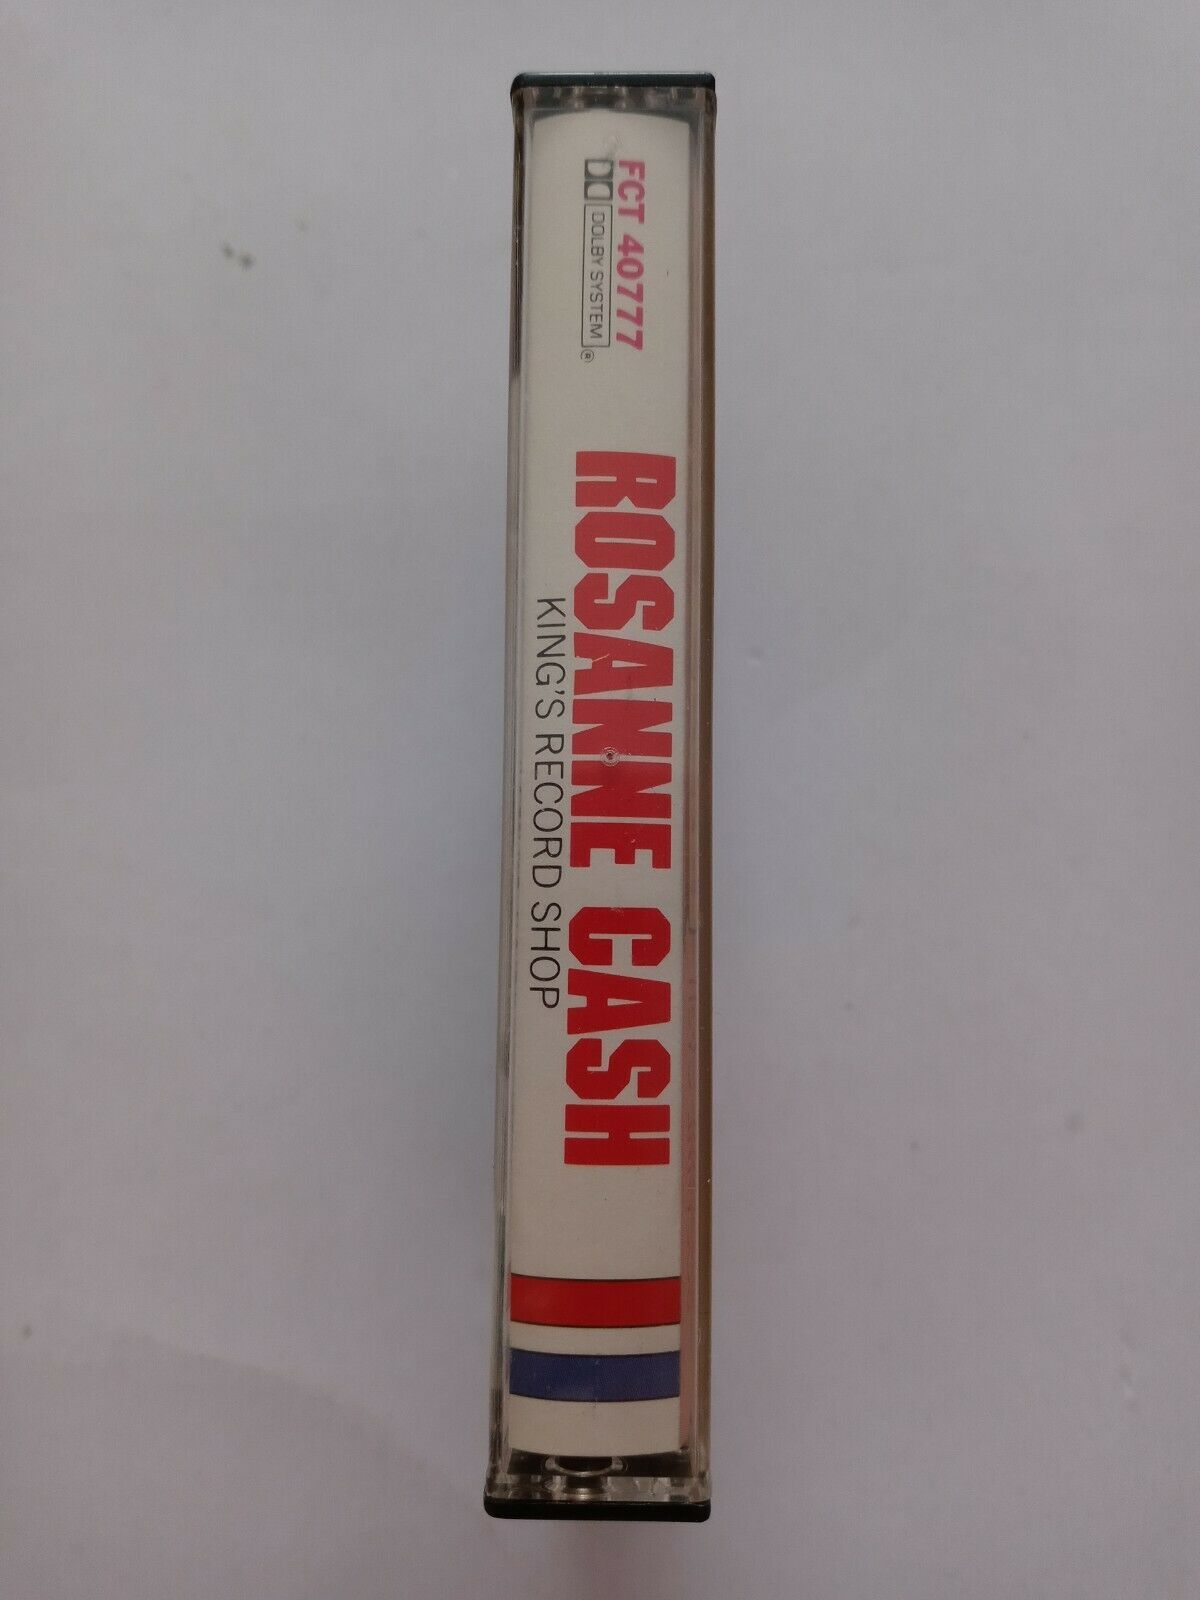 FCT 40777
DOLBY SYSTEM®
ROSANNE CASH
KING'S RECORD SHOP